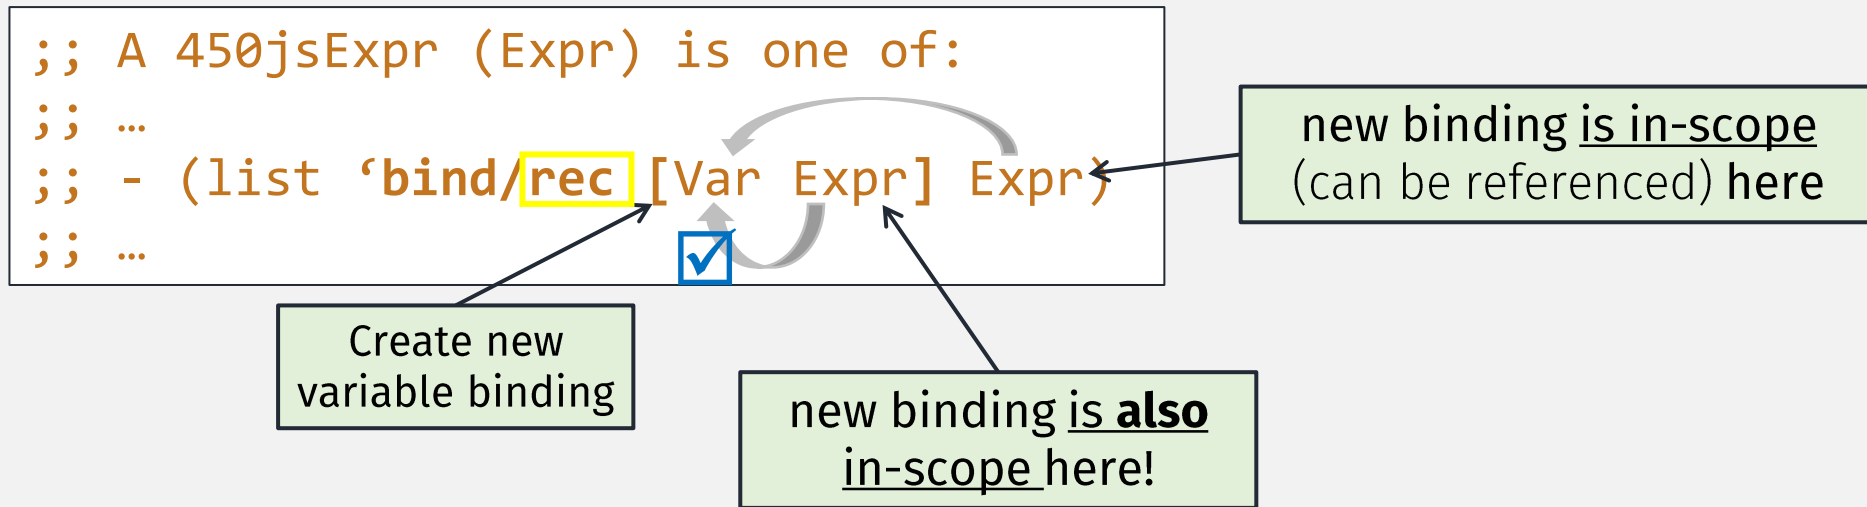 ;; A 450jsExpr (Expr) is one of:
;; …
;; - (list ‘bind/rec [Var Expr] Expr)
;; …
new binding is in-scope
(can be referenced) here
Create new
variable binding
new binding is also
in-scope here!